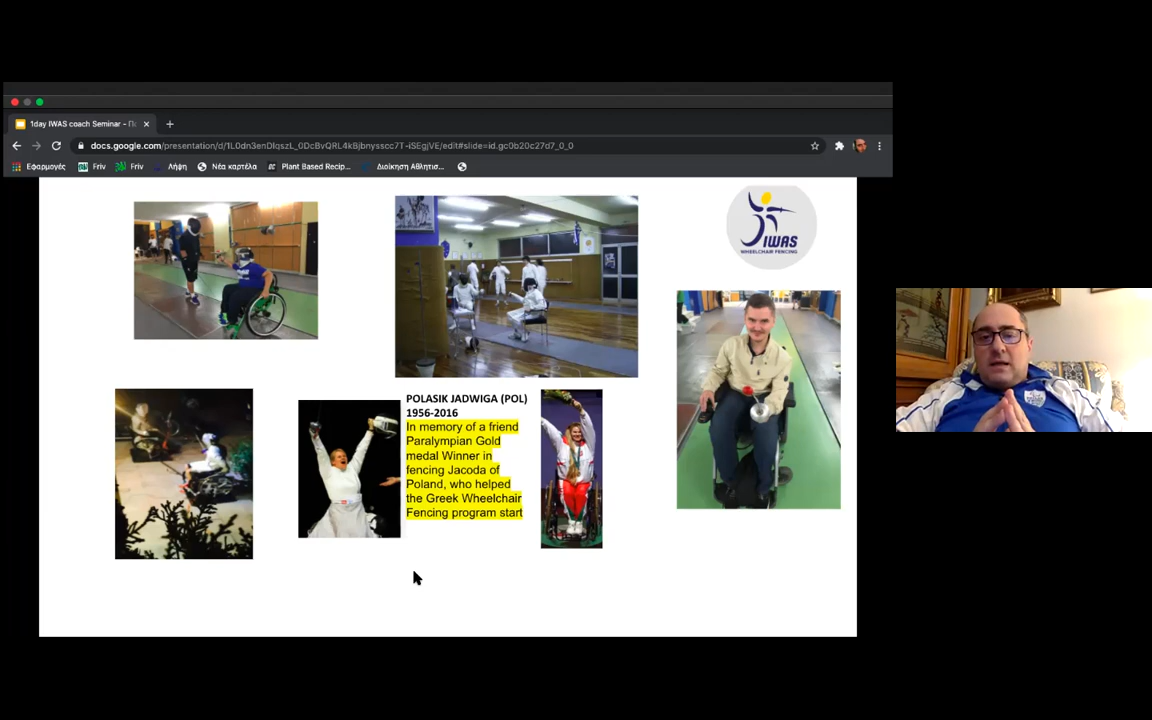 1day IWAS coach Seminar - Πα
docs.google.com/presentation/d/1L0dn3enDlqszL_0DcBvQRL4kBjbnysscc7T-iSEgjVE/edit#slide=id.gc0b20c27d7_0_0
Εφαρμογές Friv Friv Λήψη Νέα καρτέλα Plant Based Recip... Διοίκηση Αθλητισ...
IWAS
WHEELCHAIR FENCING
POLASIK JADWIGA (POL)
1956-2016
In memory of a friend
Paralympian Gold
medal Winner in
fencing Jacoda of
Poland, who helped
the Greek Wheelchair
Fencing program start